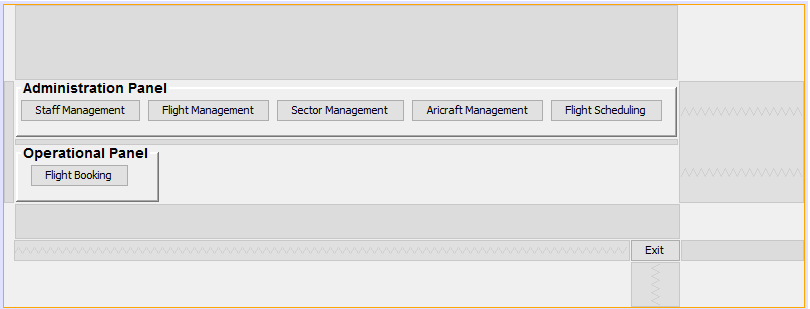 Administration Panel
Staff Management Flight Management Sector Management Aricraft Management Flight Scheduling
Operational Panel
Flight Booking
Exit